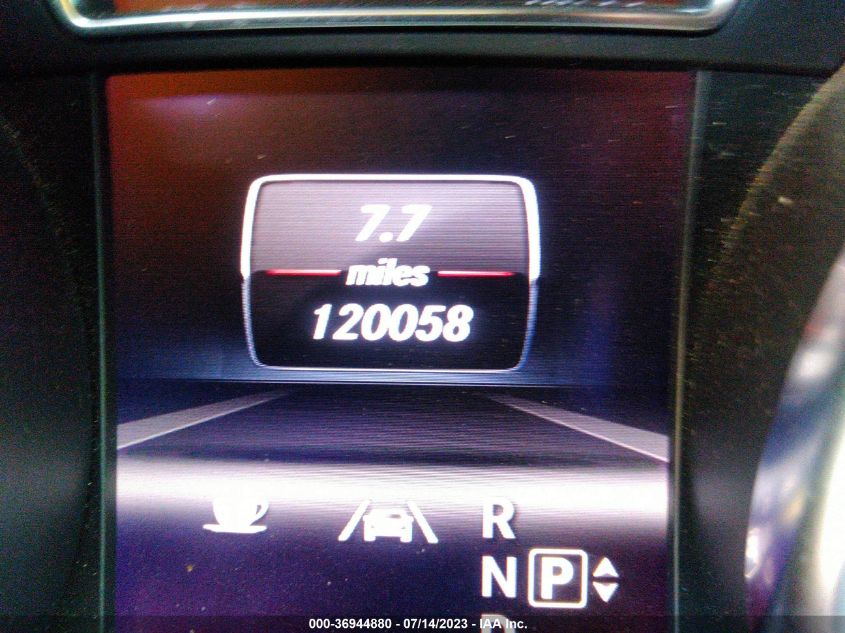 7.7
miles
120058
R
N P
D
000-36944880 - 07/14/2023 - IAA Inc.